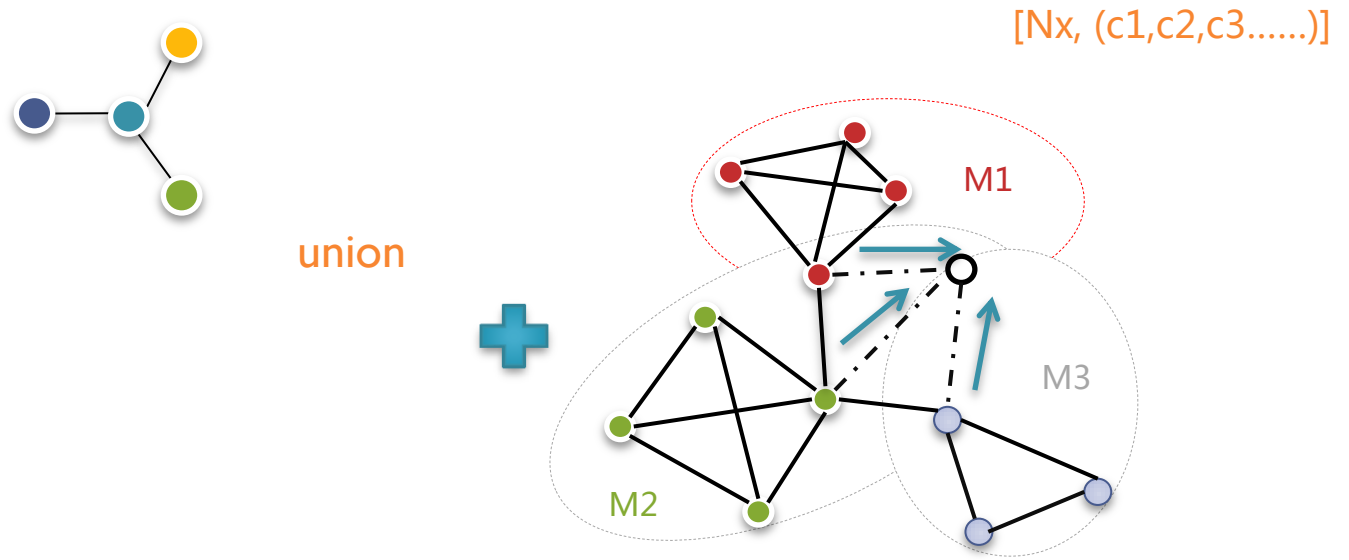 [Nx, (c1,c2,c3......)]
M1
union
M3
M2